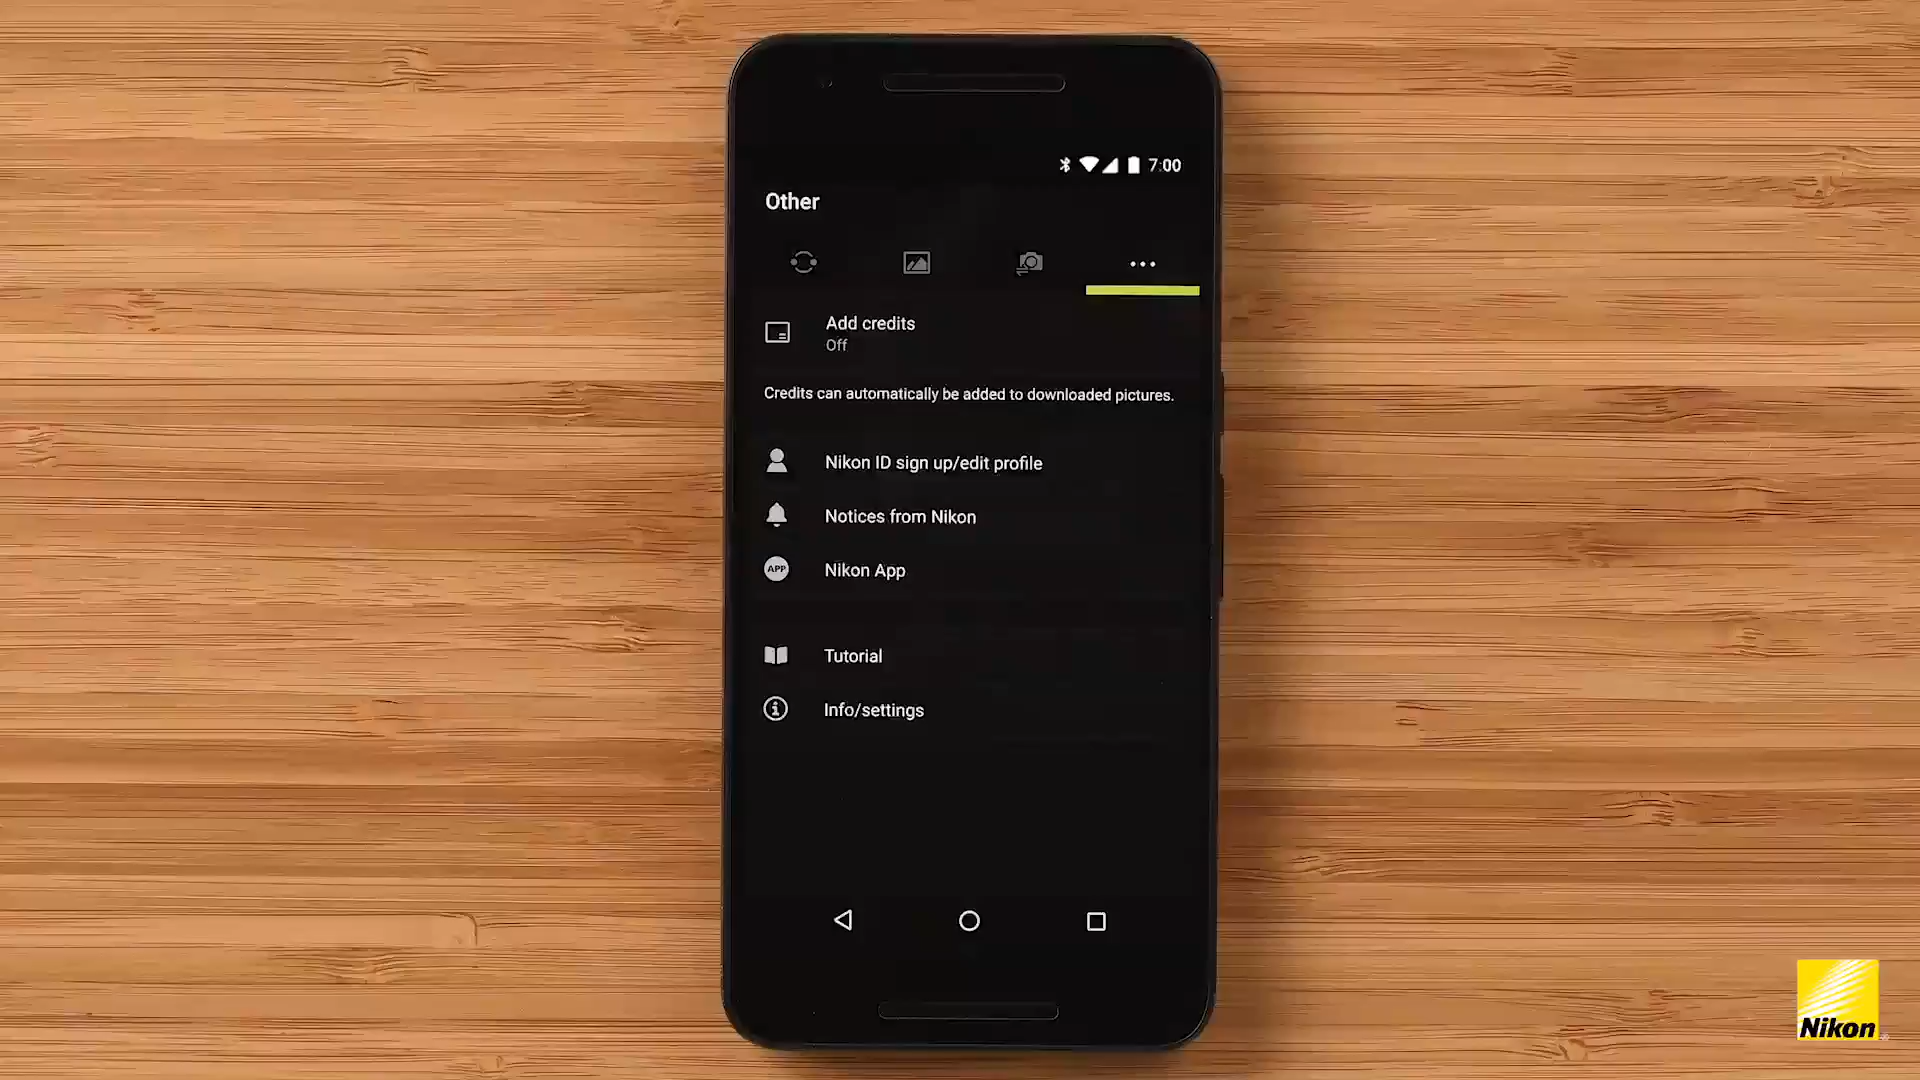 7:00
Other
Add credits
Off
Credits can automatically be added to downloaded pictures.
Nikon ID sign up/edit profile
Notices from Nikon
APP
Nikon App
Tutorial
Info/settings
Nikon